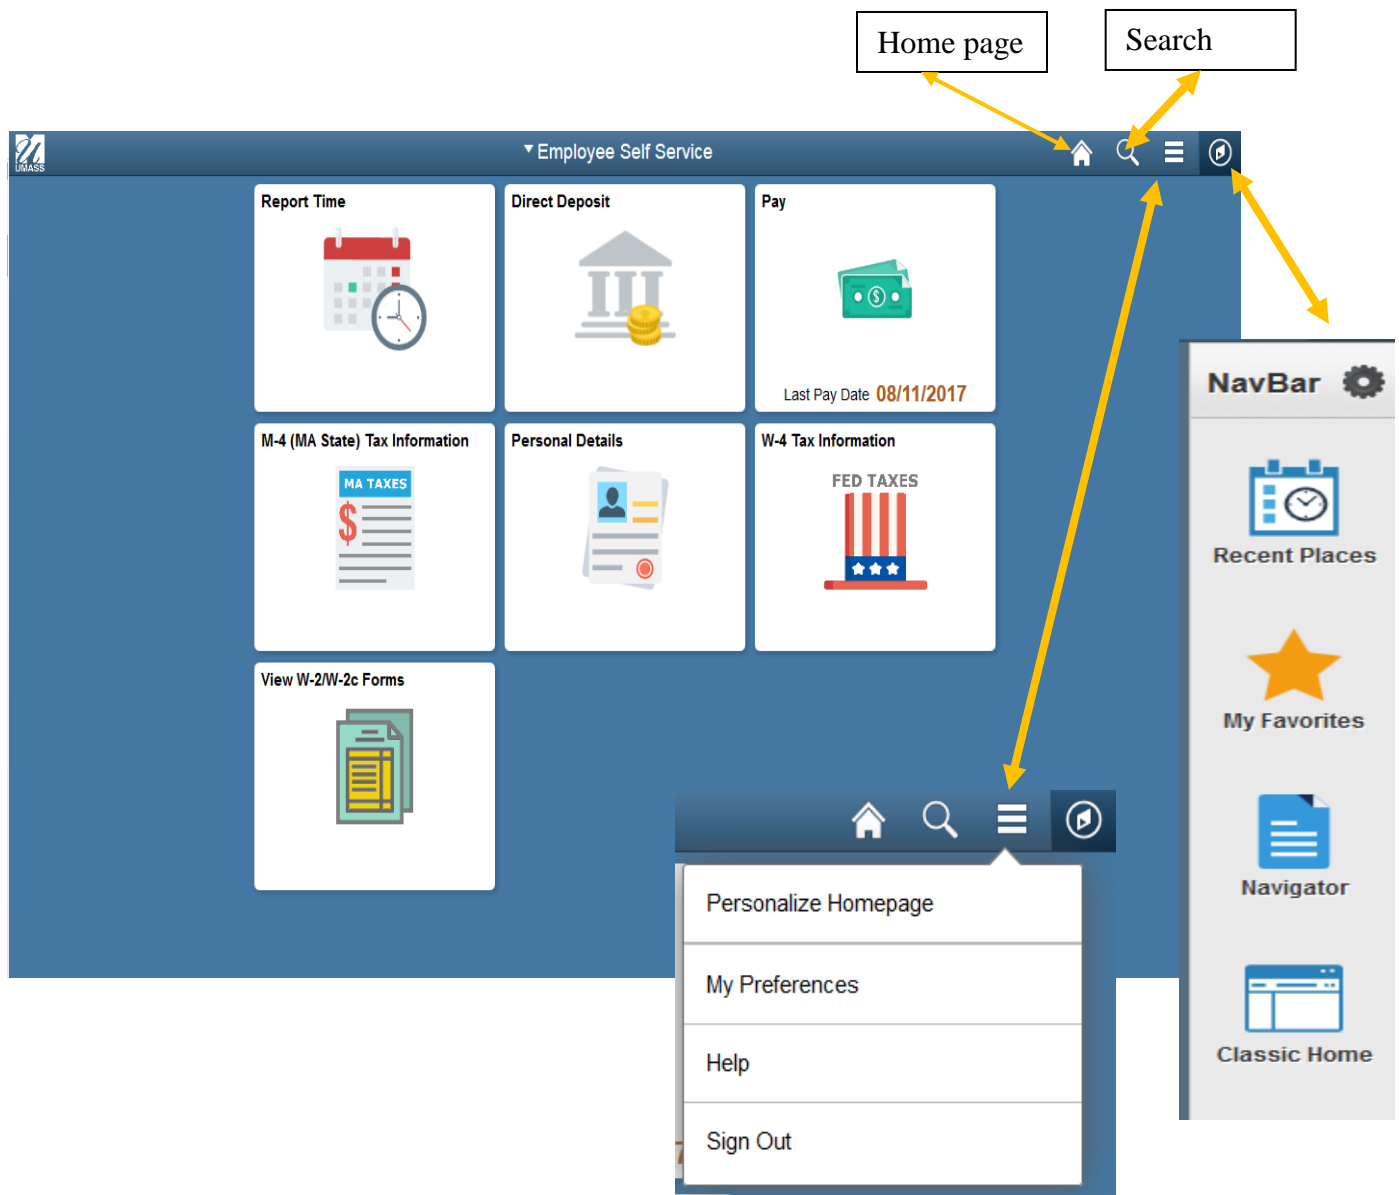 Home page
Search
UMASS
Employee Self Service
Report Time
Direct Deposit
Pay
$
Last Pay Date 08/11/2017
M-4 (MA State) Tax Information
Personal Details
W-4 Tax Information
MA TAXES
$
FED TAXES
View W-2/W-2c Forms
NavBar
Recent Places
My Favorites
Navigator
Classic Home
Personalize Homepage
My Preferences
Help
Sign Out